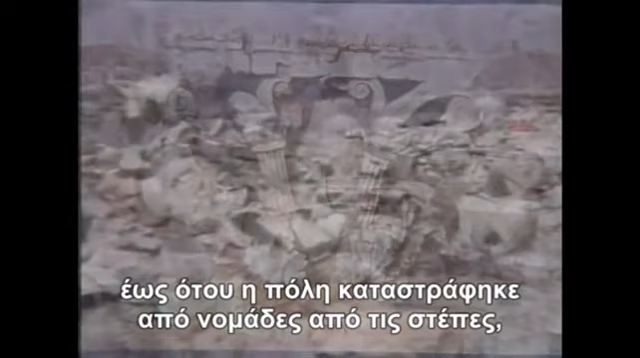 έως ότου η πόλη καταστράφηκε
από νομάδες από τις στέπες,